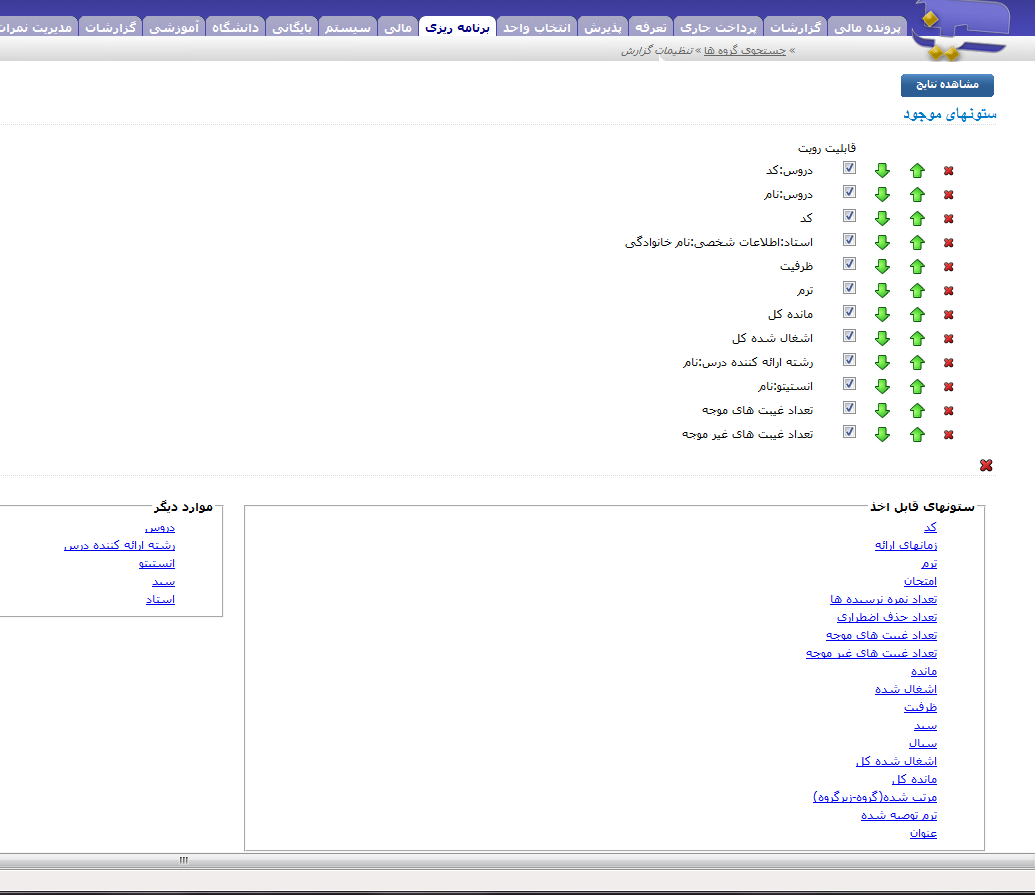 پرونده مالی گزارشات پرداخت جاری تعرفه پذیرش انتخاب واحد برنامه ریزی مالی سیستم بایگانی دانشگاه آموزشی گزارشات مدیریت نمرات
» جستجوی گروه ها » تنظیمات گزارش
مشاهده نتایج
ستونهای موجود
قابلیت رویت
دروس:کد
دروس:نام
کد
استاد:اطلاعات شخصی:نام خانوادگی
ظرفیت
ترم
مانده کل
اشغال شده کل
رشته ارائه کننده درس:نام
انستیتو:نام
تعداد غیبت های موجه
تعداد غیبت های غیر موجه
ستونهای قابل اخذ
کد
زمانهای ارائه
ترم
امتحان
تعداد نمره نرسیده ها
تعداد حذف اضطراری
تعداد غیبت های موجه
تعداد غیبت های غیر موجه
مانده
اشغال شده
ظرفیت
سبد
سیال
اشغال شده کل
مانده کل
مرتب شده(گروه-زیرگروه)
ترم توصیه شده
عنوان
موارد دیگر
دروس
رشته ارائه کننده درس
انستیتو
سبد
استاد